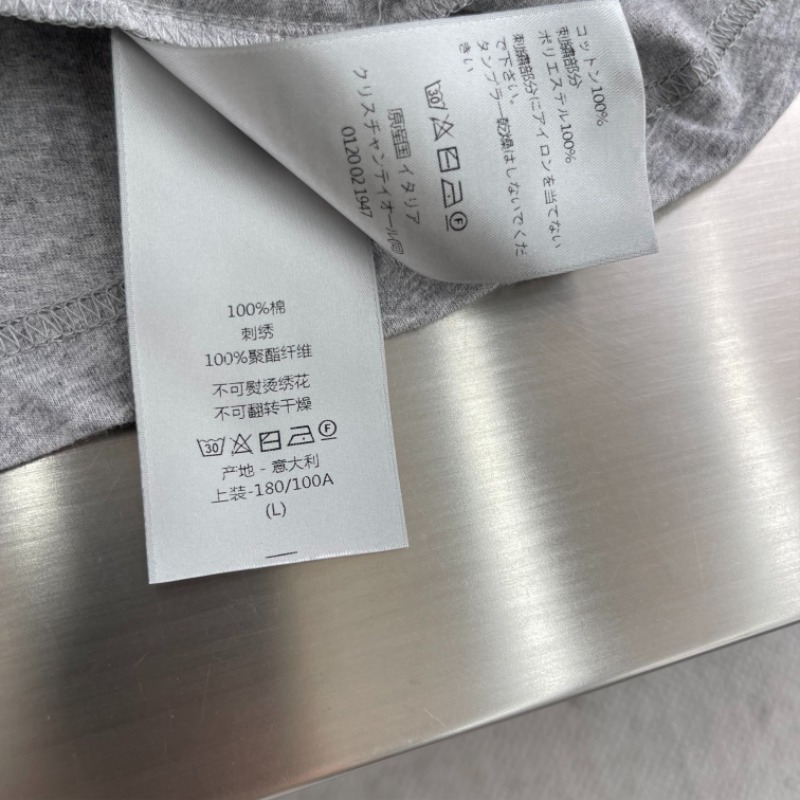 100%棉
刺绣
100%聚酯纤维
不可熨烫绣花
不可翻转干燥
30 F
产地 - 意大利
上装-180/100A
(L)
コットン100%
刺繍部分
ポリエステル100%
刺繍部分にアイロンを当てない
で下さい。
タンブラー乾燥はしないでくだ
さい
30 F
原産国 イタリア
クリスチャンディオール㈱
0120 02 1947